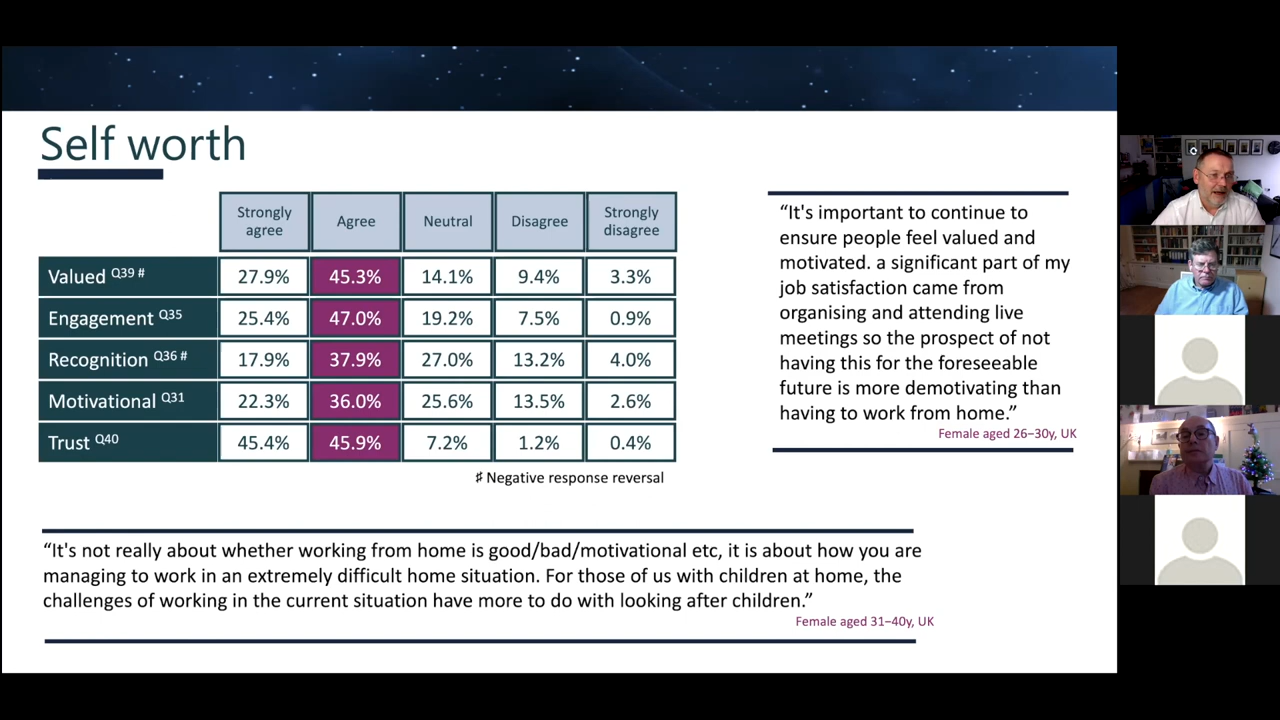 Self worth
Strongly agree Agree Neutral Disagree Strongly disagree
Valued Q39 # 27.9% 45.3% 14.1% 9.4% 3.3%
Engagement Q35 25.4% 47.0% 19.2% 7.5% 0.9%
Recognition Q36 # 17.9% 37.9% 27.0% 13.2% 4.0%
Motivational Q31 22.3% 36.0% 25.6% 13.5% 2.6%
Trust Q40 45.4% 45.9% 7.2% 1.2% 0.4%
♯ Negative response reversal
“It's important to continue to
ensure people feel valued and
motivated. a significant part of my
job satisfaction came from
organising and attending live
meetings so the prospect of not
having this for the foreseeable
future is more demotivating than
having to work from home.”
Female aged 26–30y, UK
“It's not really about whether working from home is good/bad/motivational etc, it is about how you are
managing to work in an extremely difficult home situation. For those of us with children at home, the
challenges of working in the current situation have more to do with looking after children.”
Female aged 31–40y, UK